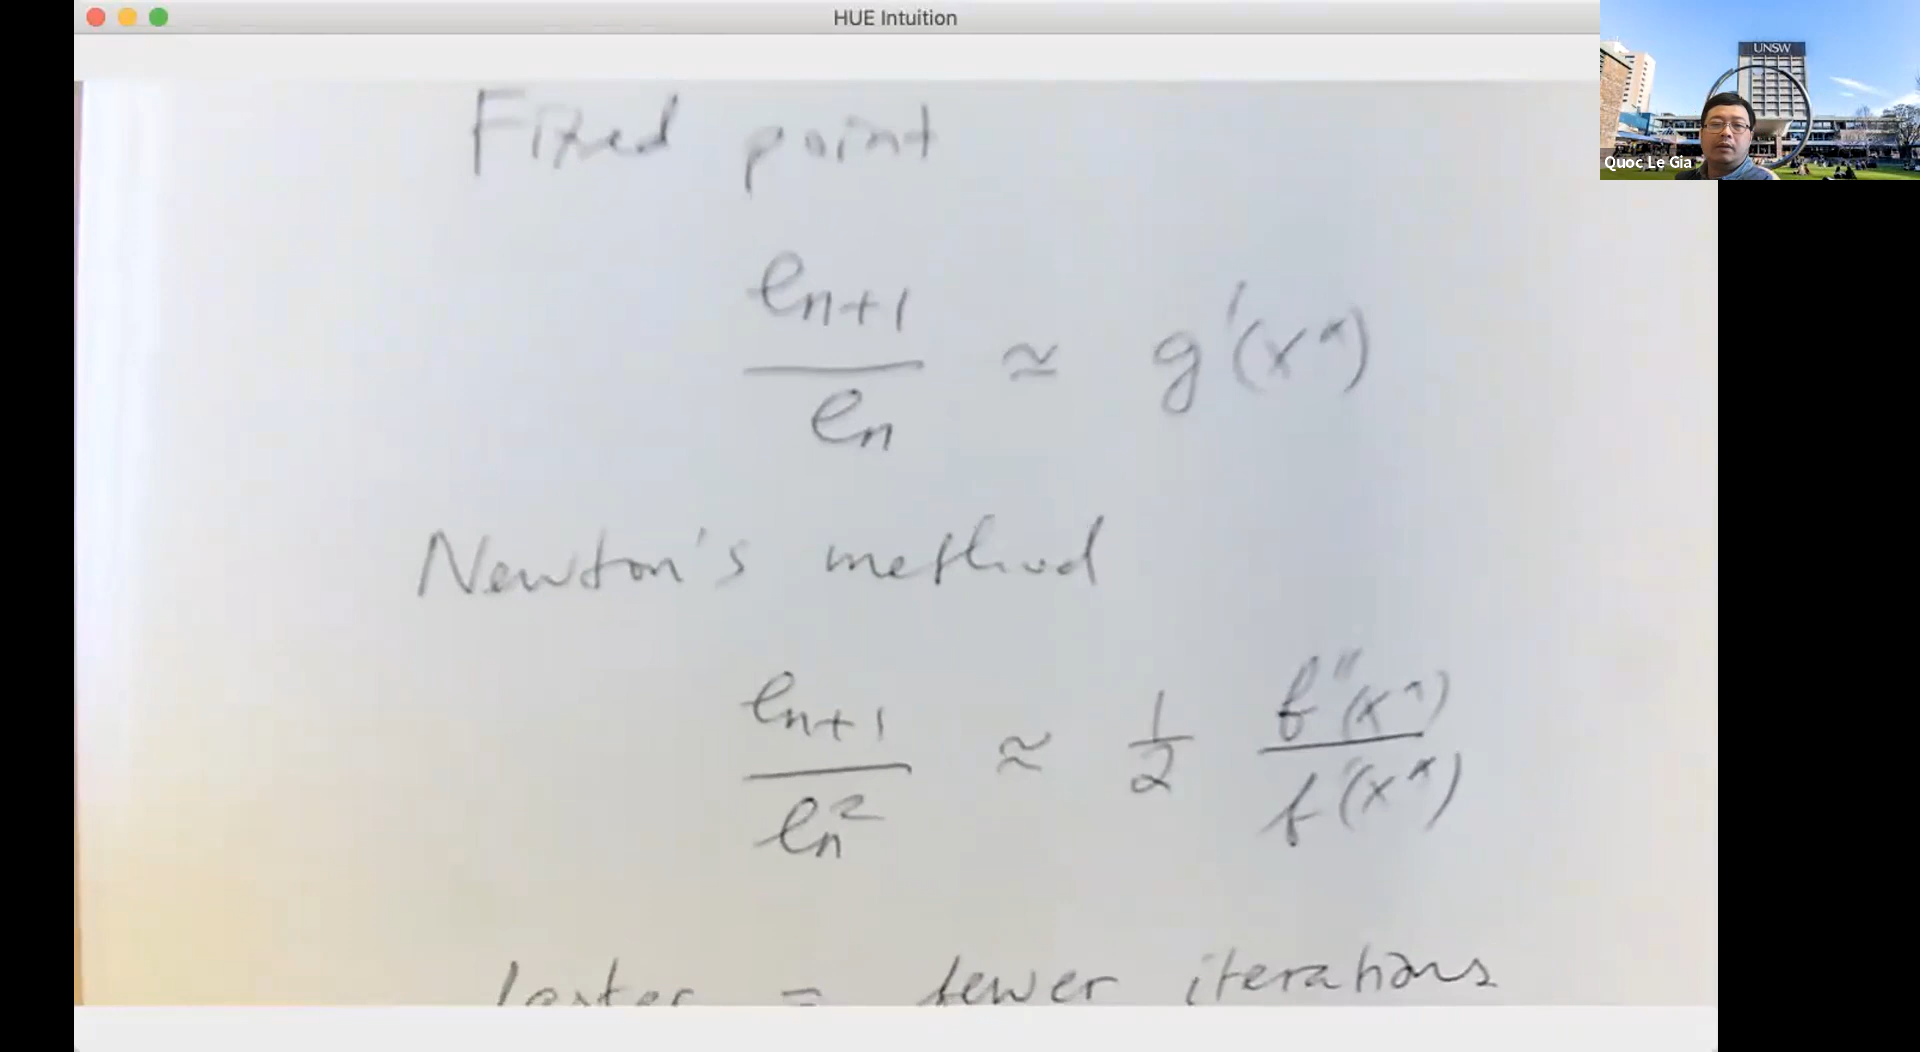 HUE Intuition
UNSW
Quoc Le Gia
Fixed point
e_{n+1} / e_n ≃ g'(x*)
Newton's method
e_{n+1} / e_n^2 ≈ 1/2 f''(x*) / f'(x*)
faster = fewer iterations